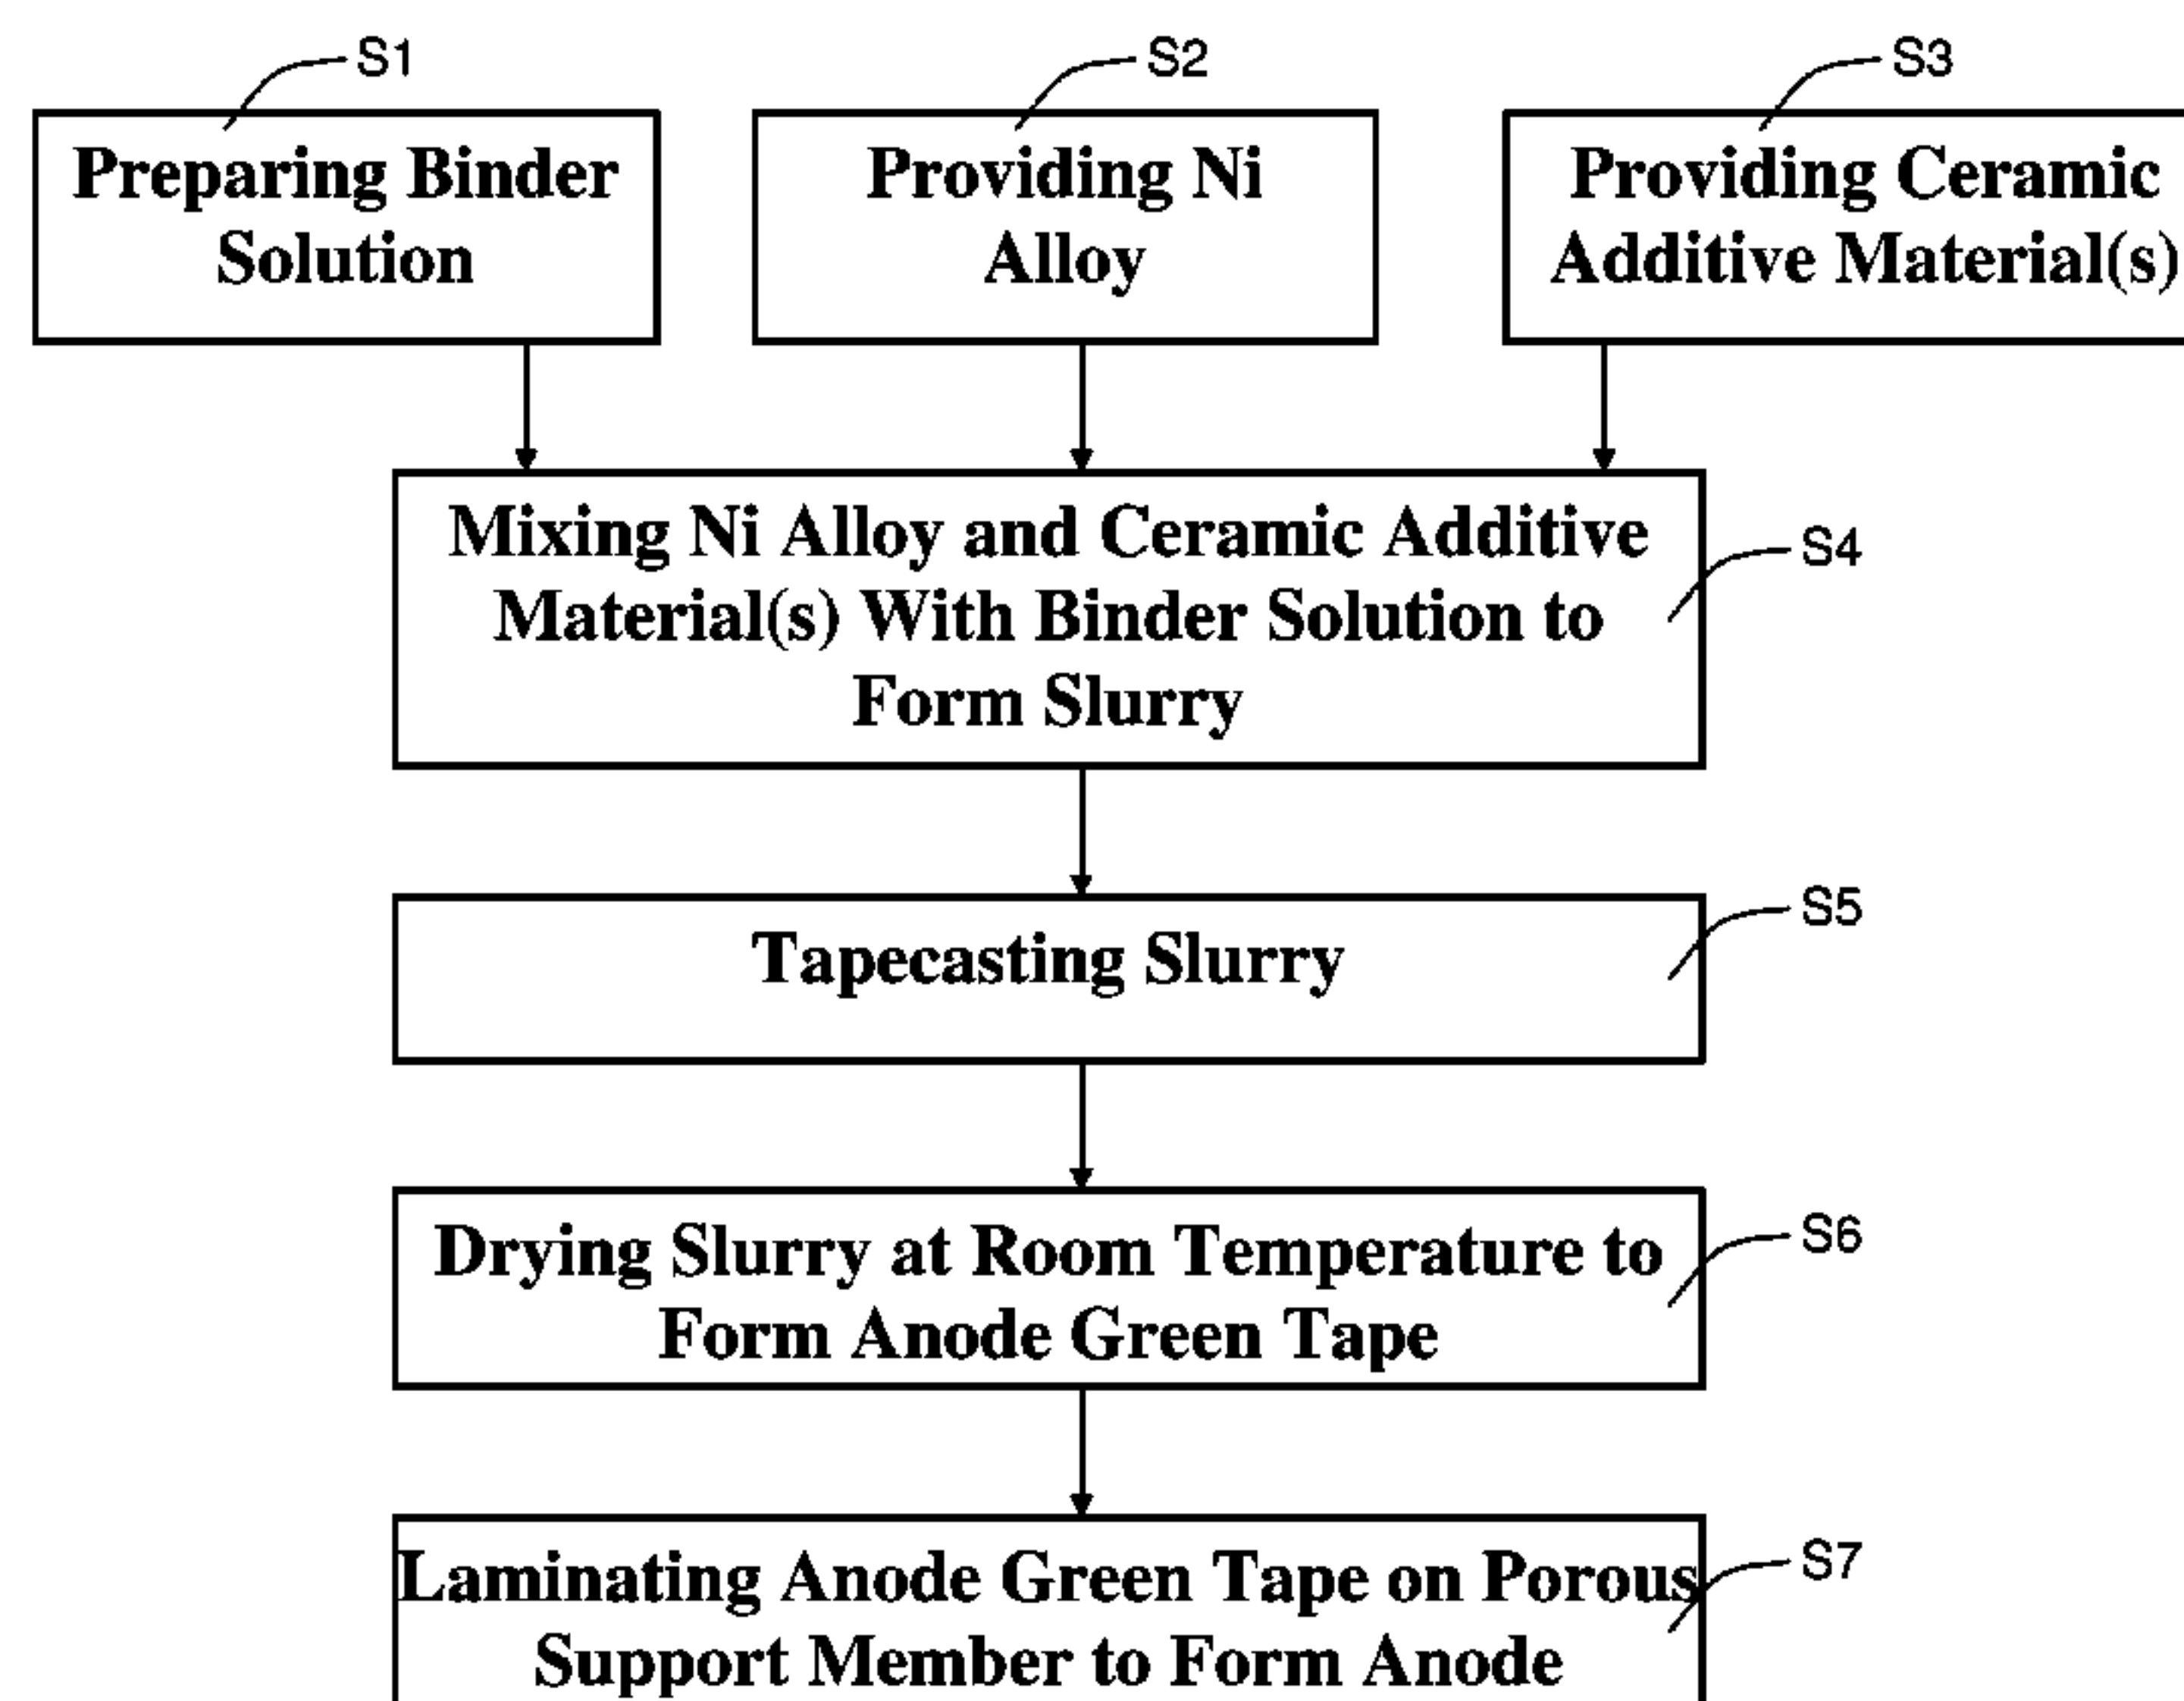 S1
S2
S3
Preparing Binder
Solution
Providing Ni
Alloy
Providing Ceramic
Additive Material(s)
Mixing Ni Alloy and Ceramic Additive
Material(s) With Binder Solution to
Form Slurry
S4
Tapecasting Slurry
S5
Drying Slurry at Room Temperature to
Form Anode Green Tape
S6
Laminating Anode Green Tape on Porous
Support Member to Form Anode
S7